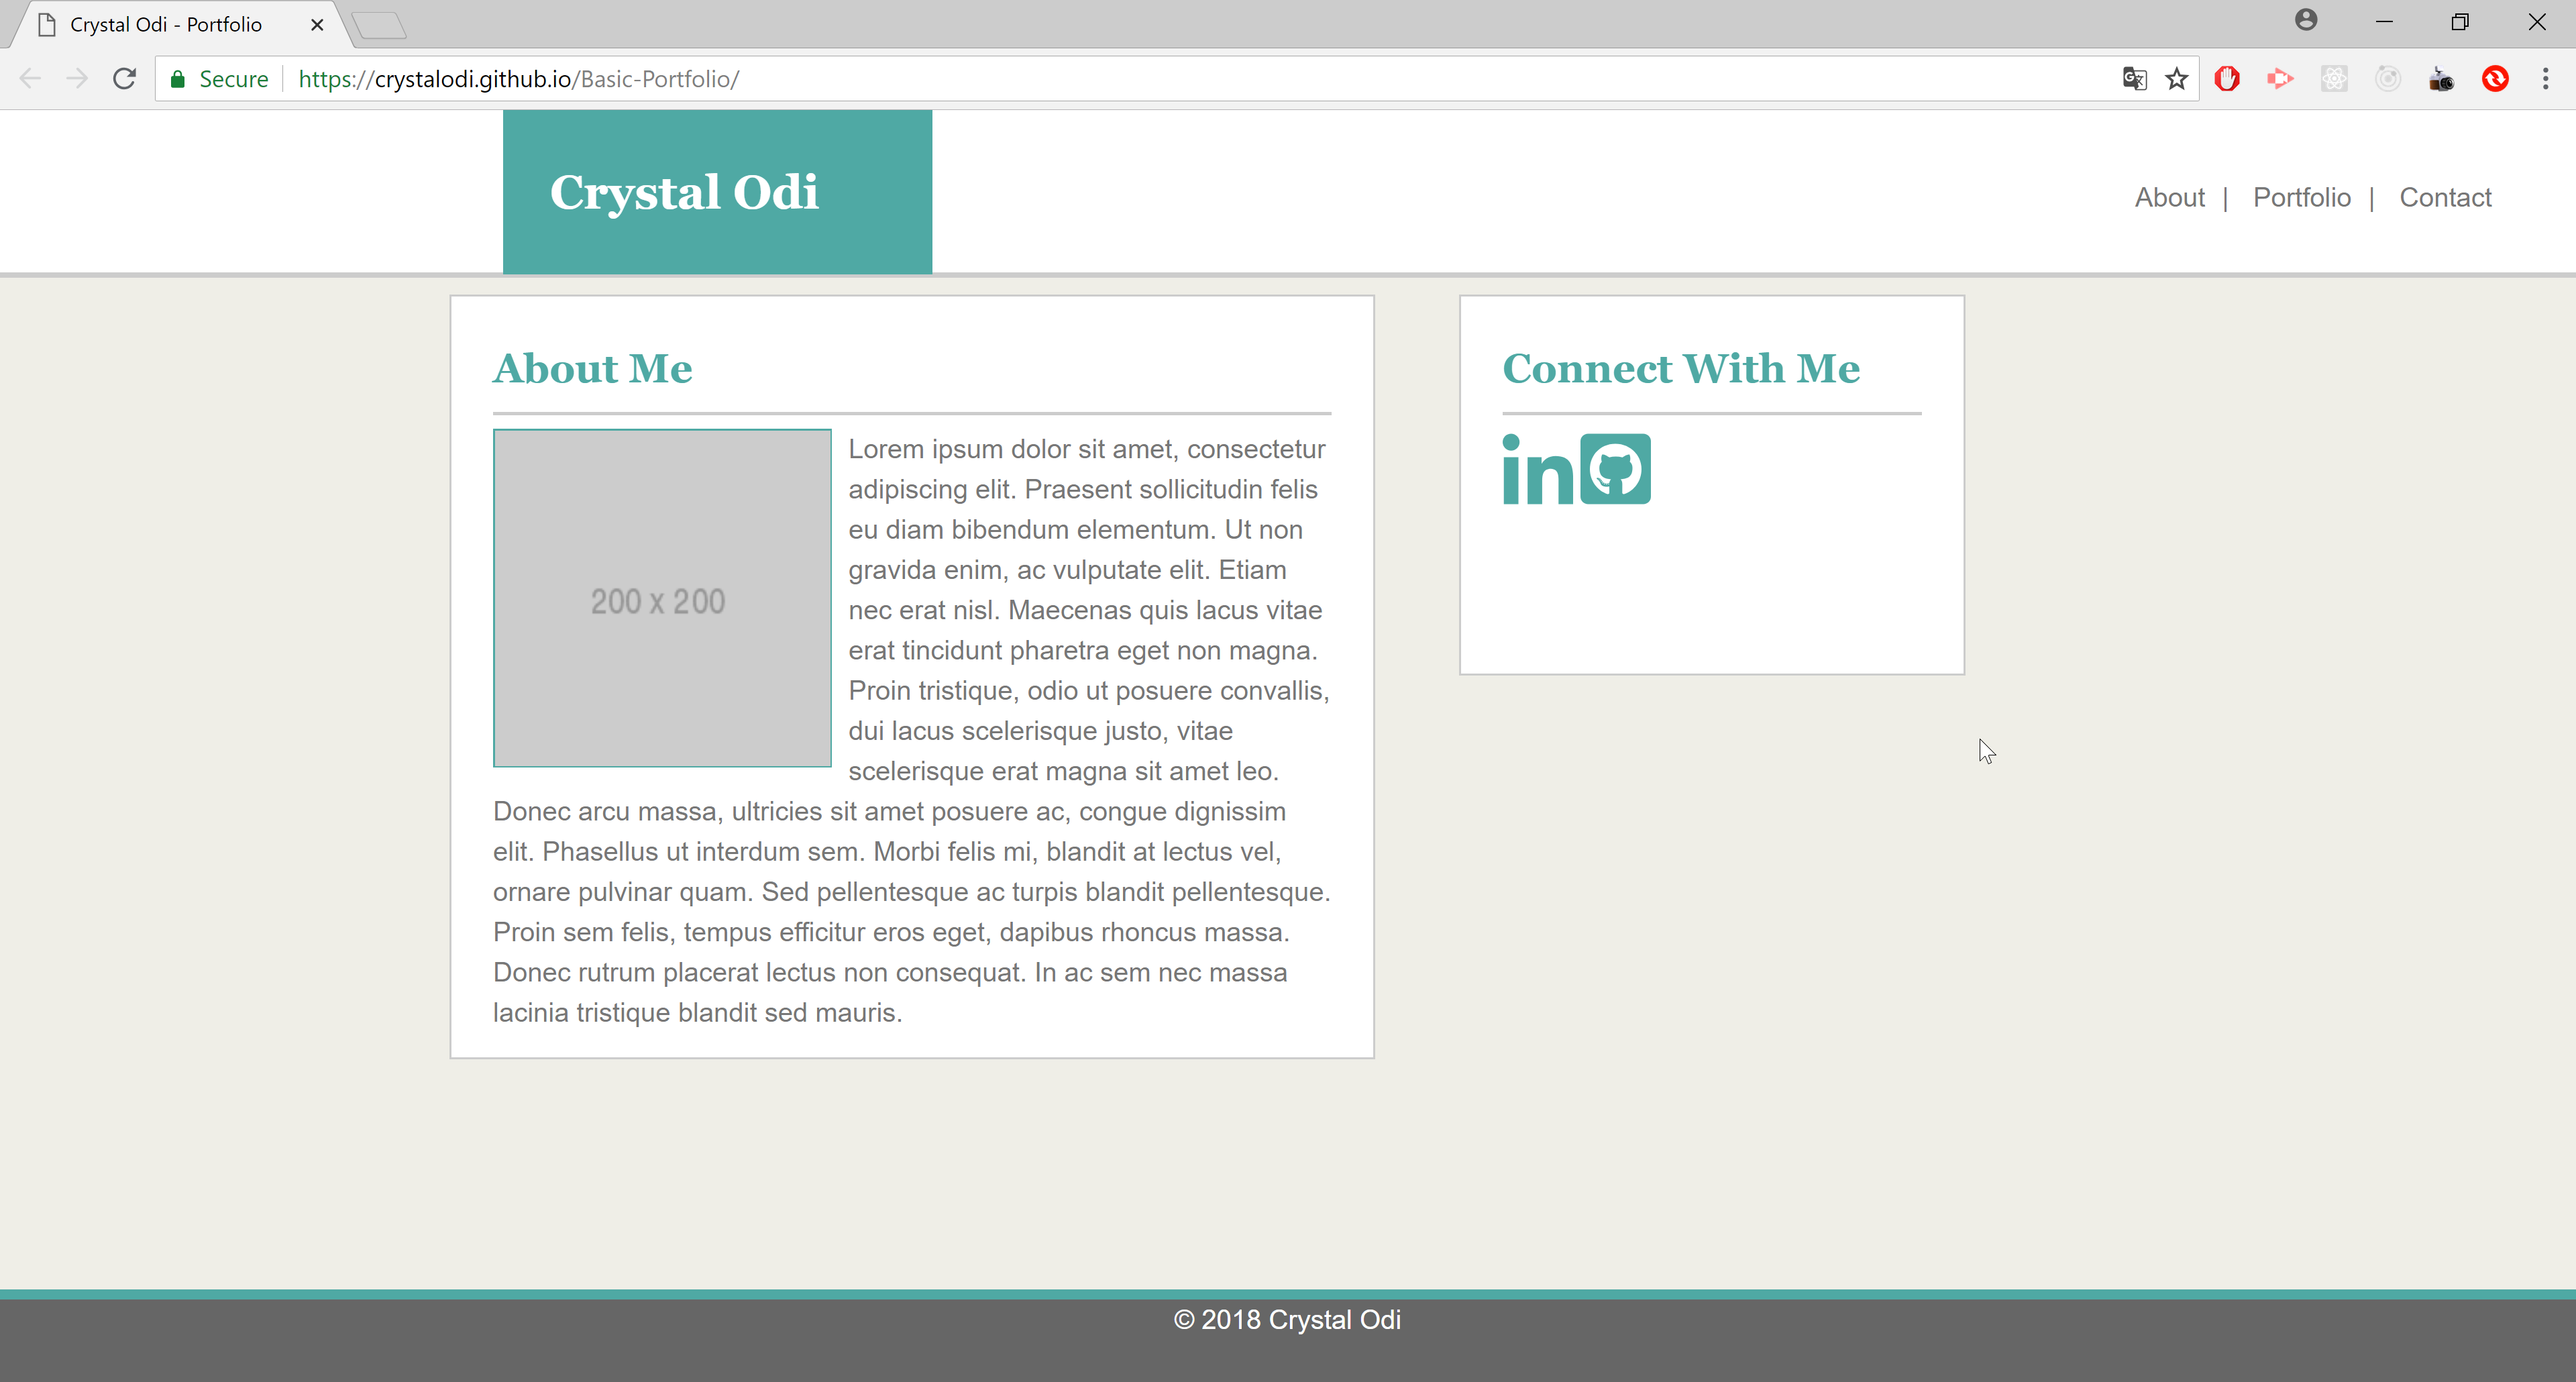 Crystal Odi - Portfolio
Secure
https://crystalodi.github.io/Basic-Portfolio/
Crystal Odi
About | Portfolio | Contact
About Me
200 x 200
Lorem ipsum dolor sit amet, consectetur
adipiscing elit. Praesent sollicitudin felis
eu diam bibendum elementum. Ut non
gravida enim, ac vulputate elit. Etiam
nec erat nisl. Maecenas quis lacus vitae
erat tincidunt pharetra eget non magna.
Proin tristique, odio ut posuere convallis,
dui lacus scelerisque justo, vitae
scelerisque erat magna sit amet leo.
Donec arcu massa, ultricies sit amet posuere ac, congue dignissim
elit. Phasellus ut interdum sem. Morbi felis mi, blandit at lectus vel,
ornare pulvinar quam. Sed pellentesque ac turpis blandit pellentesque.
Proin sem felis, tempus efficitur eros eget, dapibus rhoncus massa.
Donec rutrum placerat lectus non consequat. In ac sem nec massa
lacinia tristique blandit sed mauris.
Connect With Me
in
© 2018 Crystal Odi